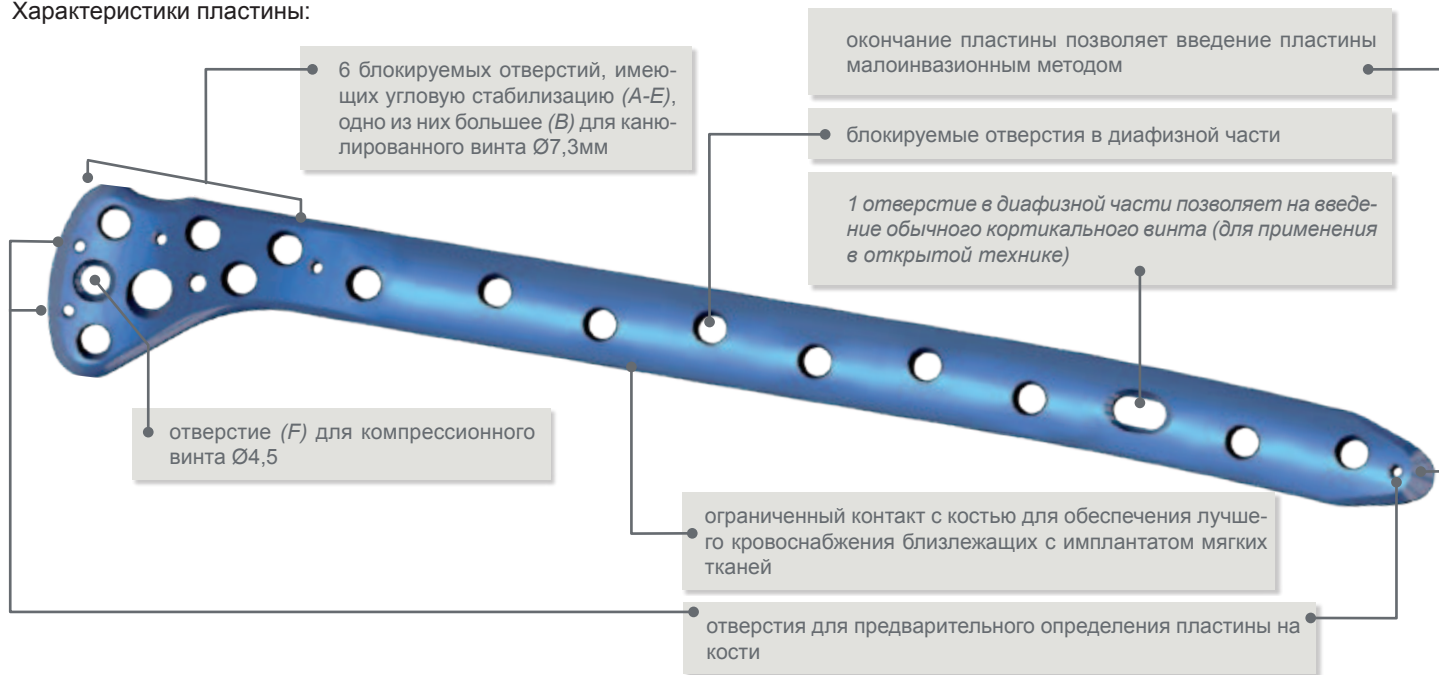 Характеристики пластины:
6 блокируемых отверстий, имею-
щих угловую стабилизацию (A-E),
одно из них большее (B) для каню-
лированного винта Ø7,3мм
окончание пластины позволяет введение пластины
малоинвазионным методом
блокируемые отверстия в диафизной части
1 отверстие в диафизной части позволяет на введе-
ние обычного кортикального винта (для применения
в открытой технике)
отверстие (F) для компрессионного
винта Ø4,5
ограниченный контакт с костью для обеспечения лучше-
го кровоснабжения близлежащих с имплантатом мягких
тканей
отверстия для предварительного определения пластины на
кости